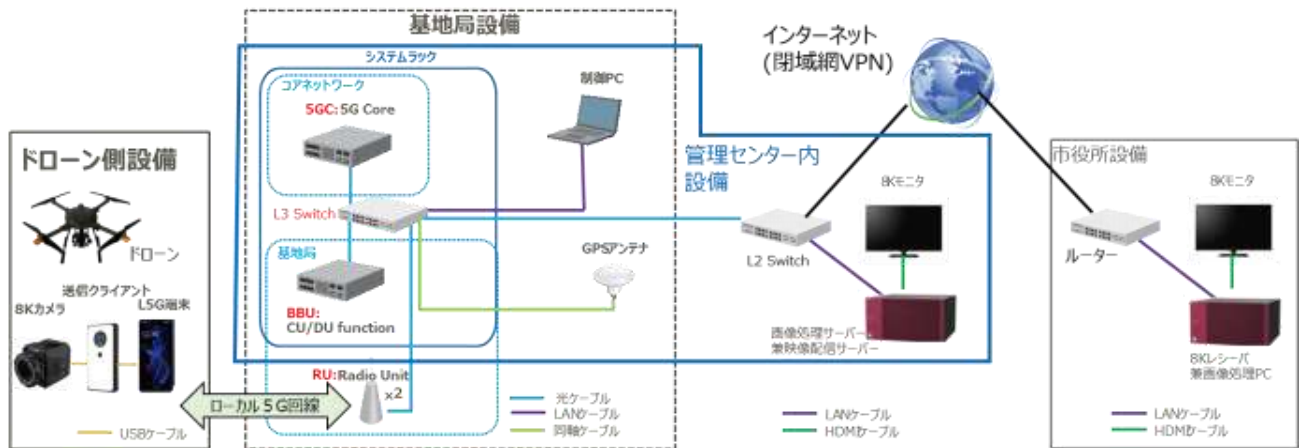 基地局設備
システムラック
コアネットワーク
5GC: 5G Core
制御PC
インターネット
(閉域網VPN)
ドローン側設備
ドローン
送信クライアント
8Kカメラ
L5G端末
USBケーブル
L3 Switch
基地局
BBU:
CU/DU function
GPSアンテナ
RU: Radio Unit
x2
ローカル5G回線
光ケーブル
LANケーブル
同軸ケーブル
管理センター内
設備
8Kモニタ
L2 Switch
画像処理サーバー
兼映像配信サーバー
LANケーブル
HDMIケーブル
市役所設備
8Kモニタ
ルーター
8Kレシーバ
兼画像処理PC
LANケーブル
HDMIケーブル